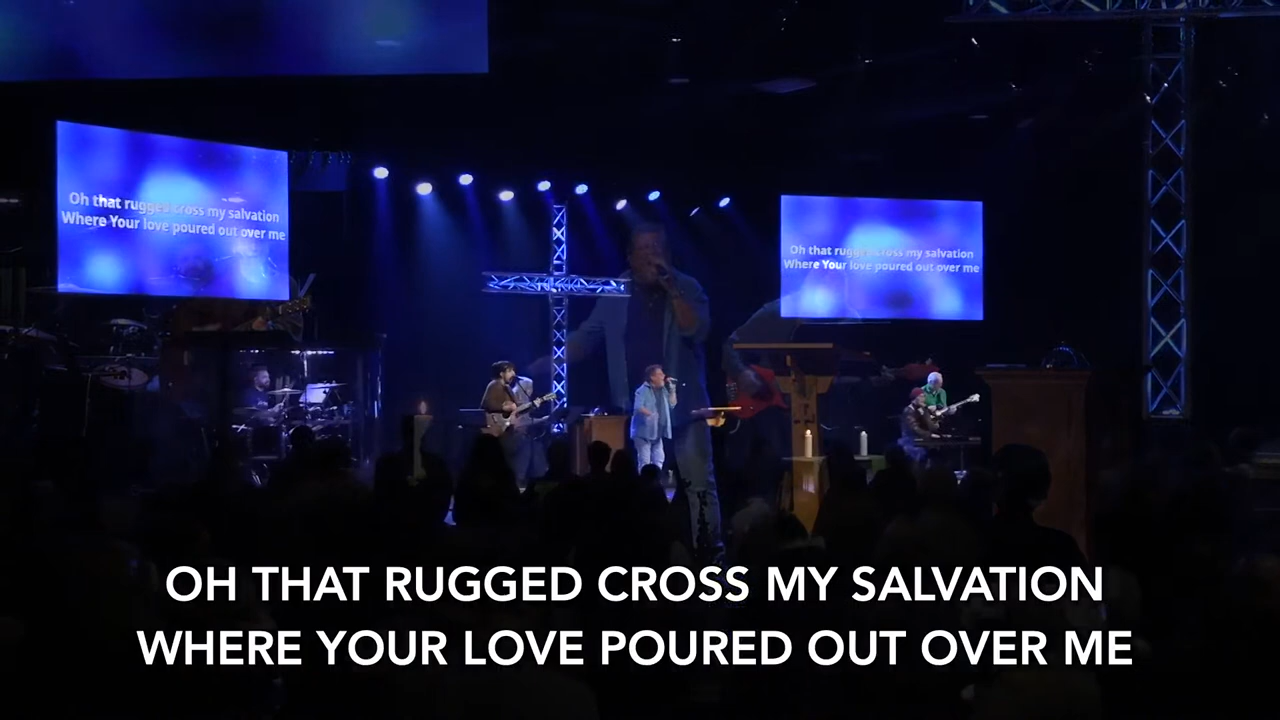 Oh that rugged cross my salvation
Where Your love poured out over me
Oh that rugged cross my salvation
Where Your love poured out over me
OH THAT RUGGED CROSS MY SALVATION
WHERE YOUR LOVE POURED OUT OVER ME